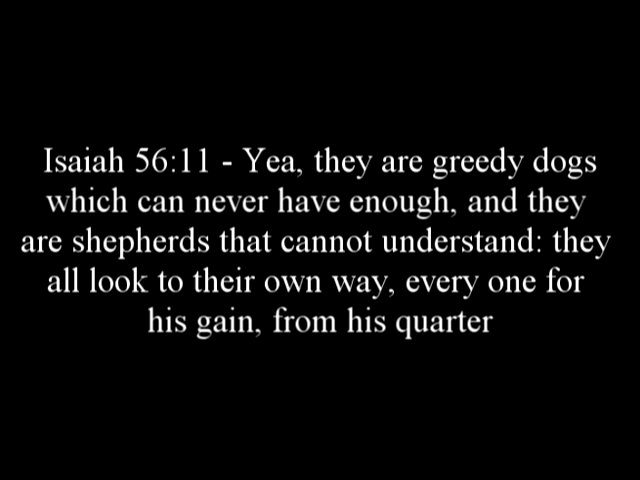 Isaiah 56:11 - Yea, they are greedy dogs
which can never have enough, and they
are shepherds that cannot understand: they
all look to their own way, every one for
his gain, from his quarter